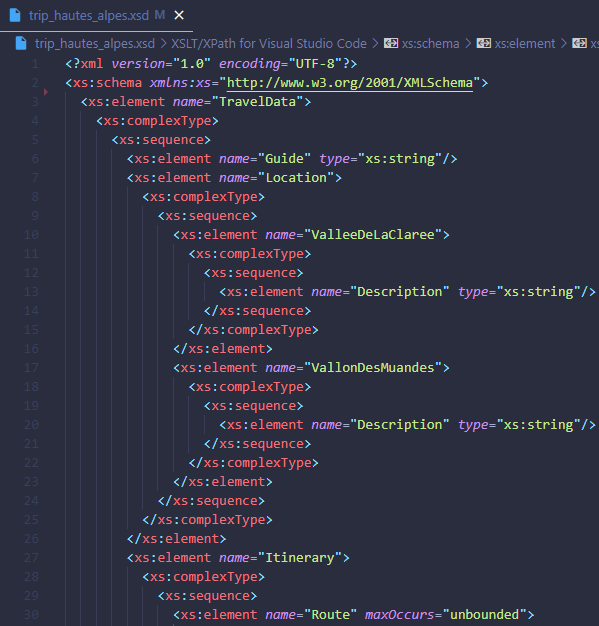 trip_hautes_alpes.xsd M ✕
trip_hautes_alpes.xsd > XSLT/XPath for Visual Studio Code > xs:schema > xs:element > xs
1 <?xml version="1.0" encoding="UTF-8"?>
2 <xs:schema xmlns:xs="http://www.w3.org/2001/XMLSchema">
3 <xs:element name="TravelData">
4 <xs:complexType>
5 <xs:sequence>
6 <xs:element name="Guide" type="xs:string"/>
7 <xs:element name="Location">
8 <xs:complexType>
9 <xs:sequence>
10 <xs:element name="ValleeDeLaClaree">
11 <xs:complexType>
12 <xs:sequence>
13 <xs:element name="Description" type="xs:string"/>
14 </xs:sequence>
15 </xs:complexType>
16 </xs:element>
17 <xs:element name="VallonDesMuandes">
18 <xs:complexType>
19 <xs:sequence>
20 <xs:element name="Description" type="xs:string"/>
21 </xs:sequence>
22 </xs:complexType>
23 </xs:element>
24 </xs:sequence>
25 </xs:complexType>
26 </xs:element>
27 <xs:element name="Itinerary">
28 <xs:complexType>
29 <xs:sequence>
30 <xs:element name="Route" maxOccurs="unbounded">